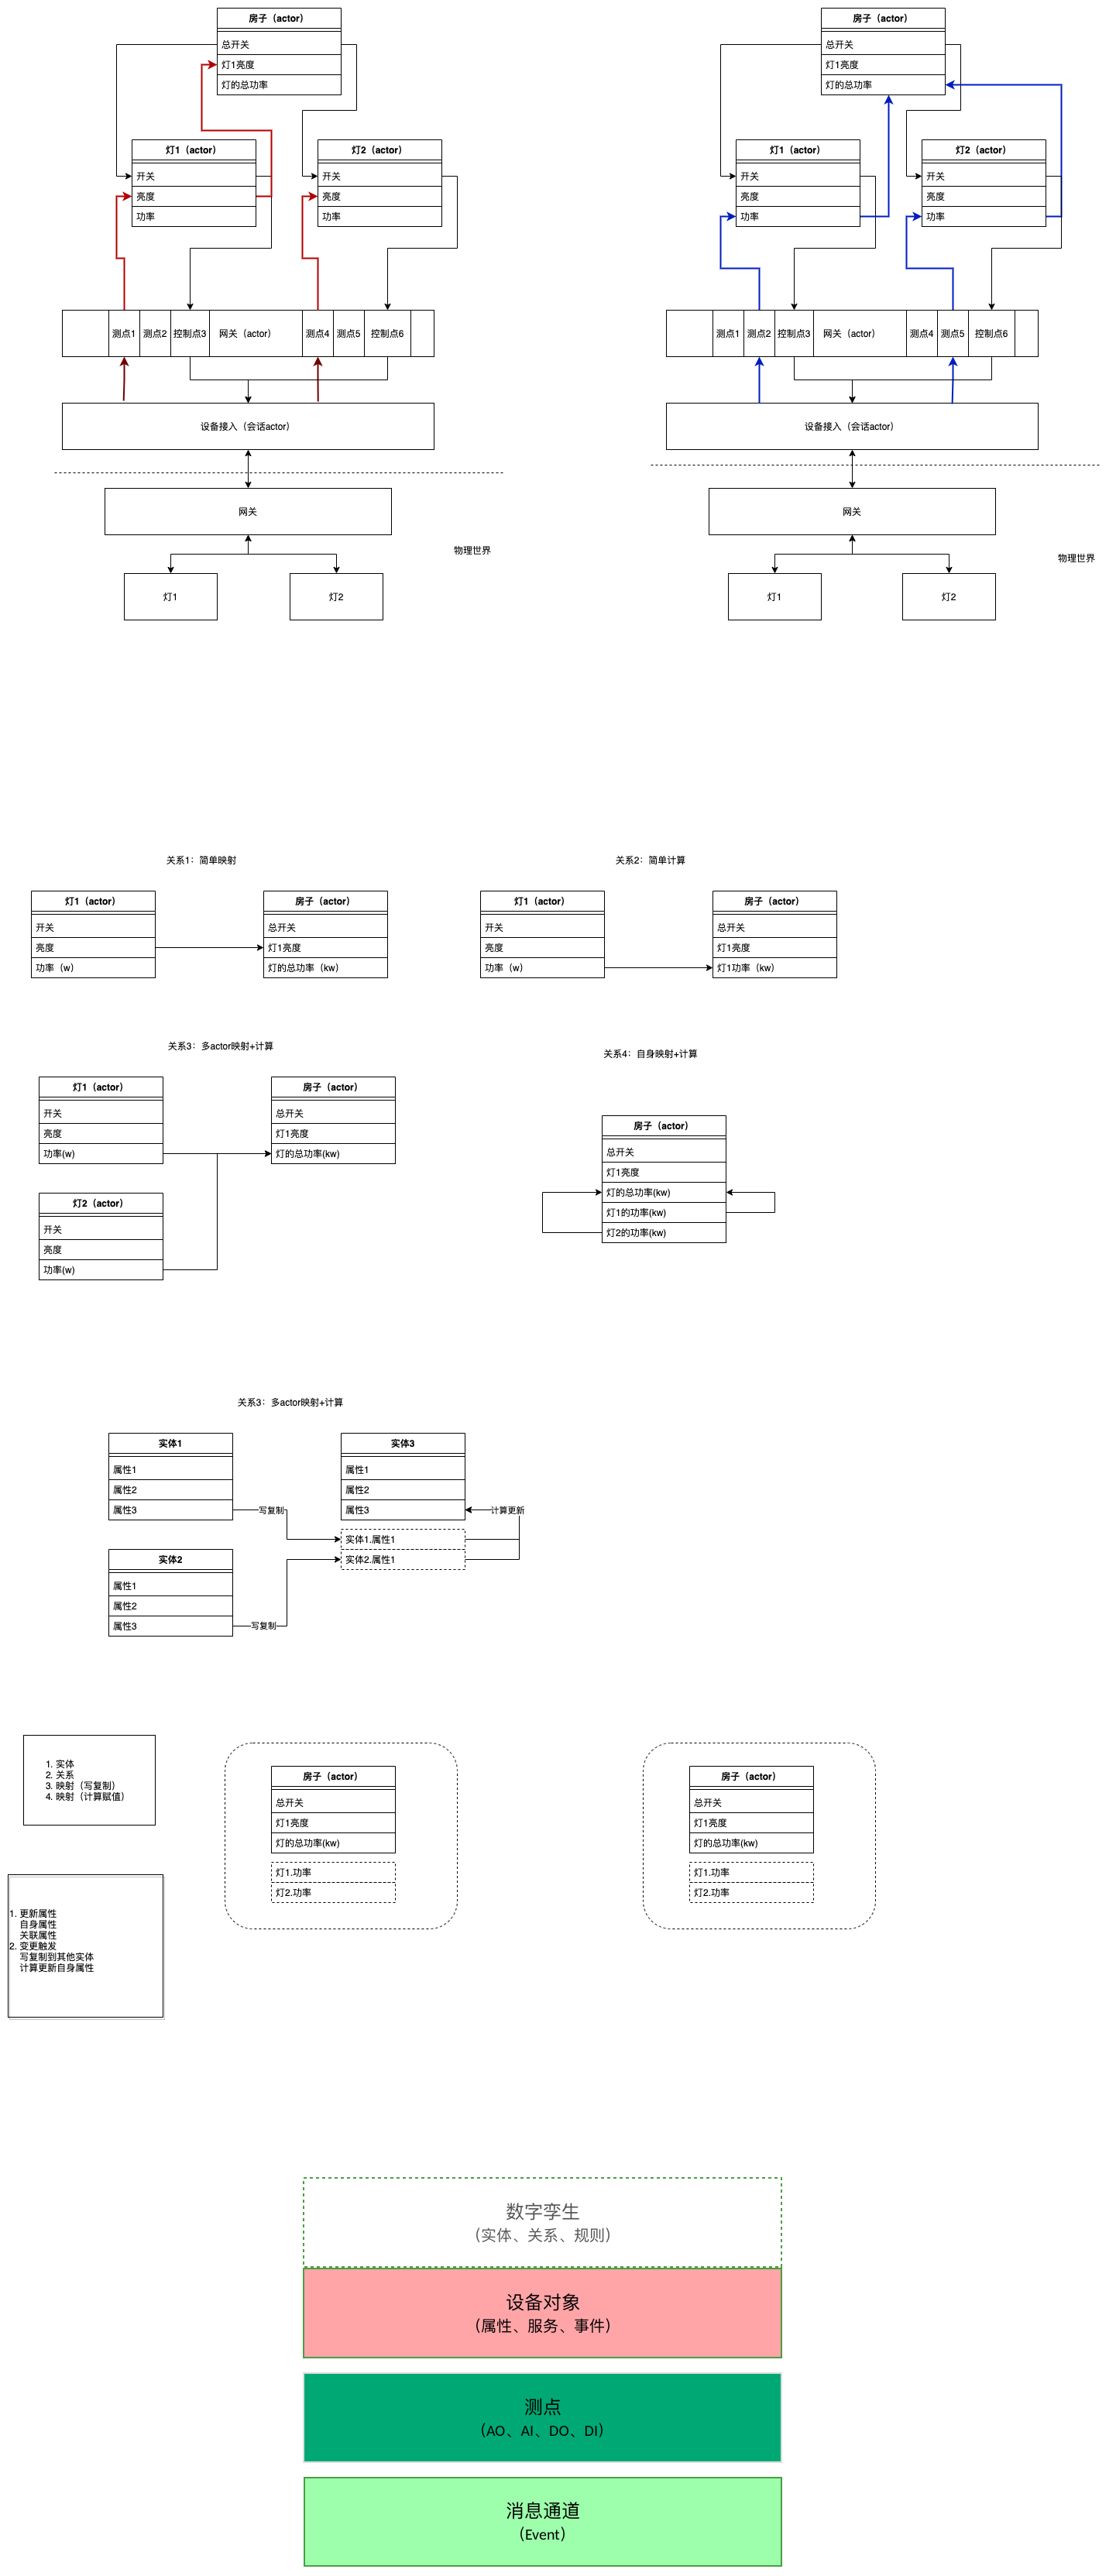 房子（actor）
总开关
灯1亮度
灯的总功率
灯1（actor）
开关
亮度
功率
灯2（actor）
开关
亮度
功率
测点1
测点2
控制点3
网关（actor）
测点4
测点5
控制点6
设备接入（会话actor）
网关
物理世界
灯1
灯2
房子（actor）
总开关
灯1亮度
灯的总功率
灯1（actor）
开关
亮度
功率
灯2（actor）
开关
亮度
功率
测点1
测点2
控制点3
网关（actor）
测点4
测点5
控制点6
设备接入（会话actor）
网关
物理世界
灯1
灯2
关系1：简单映射
灯1（actor）
开关
亮度
功率（w）
房子（actor）
总开关
灯1亮度
灯的总功率（kw）
关系2：简单计算
灯1（actor）
开关
亮度
功率（w）
房子（actor）
总开关
灯1亮度
灯1功率（kw）
关系3：多actor映射+计算
灯1（actor）
开关
亮度
功率(w)
房子（actor）
总开关
灯1亮度
灯的总功率(kw)
灯2（actor）
开关
亮度
功率(w)
关系4：自身映射+计算
房子（actor）
总开关
灯1亮度
灯的总功率(kw)
灯1的功率(kw)
灯2的功率(kw)
关系3：多actor映射+计算
实体1
属性1
属性2
属性3
写复制
实体3
属性1
属性2
属性3
计算更新
实体1.属性1
实体2.属性1
实体2
属性1
属性2
属性3
写复制
1. 实体
2. 关系
3. 映射（写复制）
4. 映射（计算赋值）
房子（actor）
总开关
灯1亮度
灯的总功率(kw)
灯1.功率
灯2.功率
房子（actor）
总开关
灯1亮度
灯的总功率(kw)
灯1.功率
灯2.功率
1. 更新属性
自身属性
关联属性
2. 变更触发
写复制到其他实体
计算更新自身属性
数字孪生
（实体、关系、规则）
设备对象
（属性、服务、事件）
测点
（AO、AI、DO、DI）
消息通道
（Event）